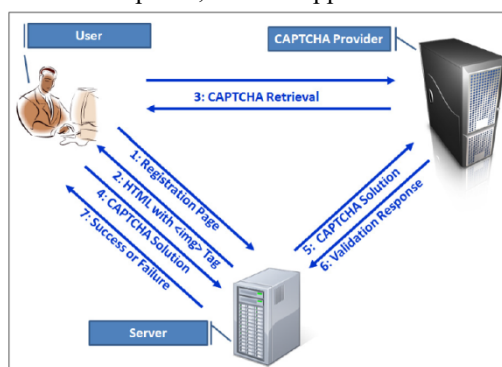 User
CAPTCHA Provider
3: CAPTCHA Retrieval
1: Registration Page
2: HTML with <img> Tag
4: CAPTCHA Solution
7: Success or Failure
5: CAPTCHA Solution
6: Validation Response
Server